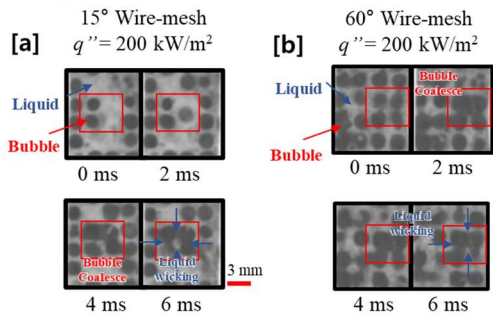 15° Wire-mesh
[a] q’’= 200 kW/m²
Liquid
Bubble
0 ms 2 ms
Bubble
Coalesce
Liquid
wicking
4 ms 6 ms
3 mm
60° Wire-mesh
[b] q’’= 200 kW/m²
Liquid
Bubble
Bubble
Coalesce
0 ms 2 ms
Liquid
wicking
4 ms 6 ms